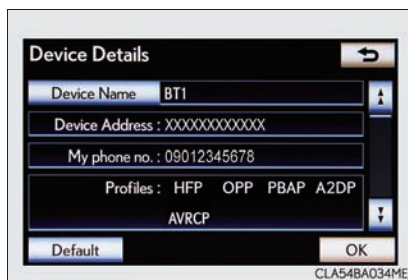 Device Details
Device Name BT1
Device Address : XXXXXXXXXXXX
My phone no. : 09012345678
Profiles : HFP OPP PBAP A2DP
AVRCP
Default OK
CLA54BA034ME